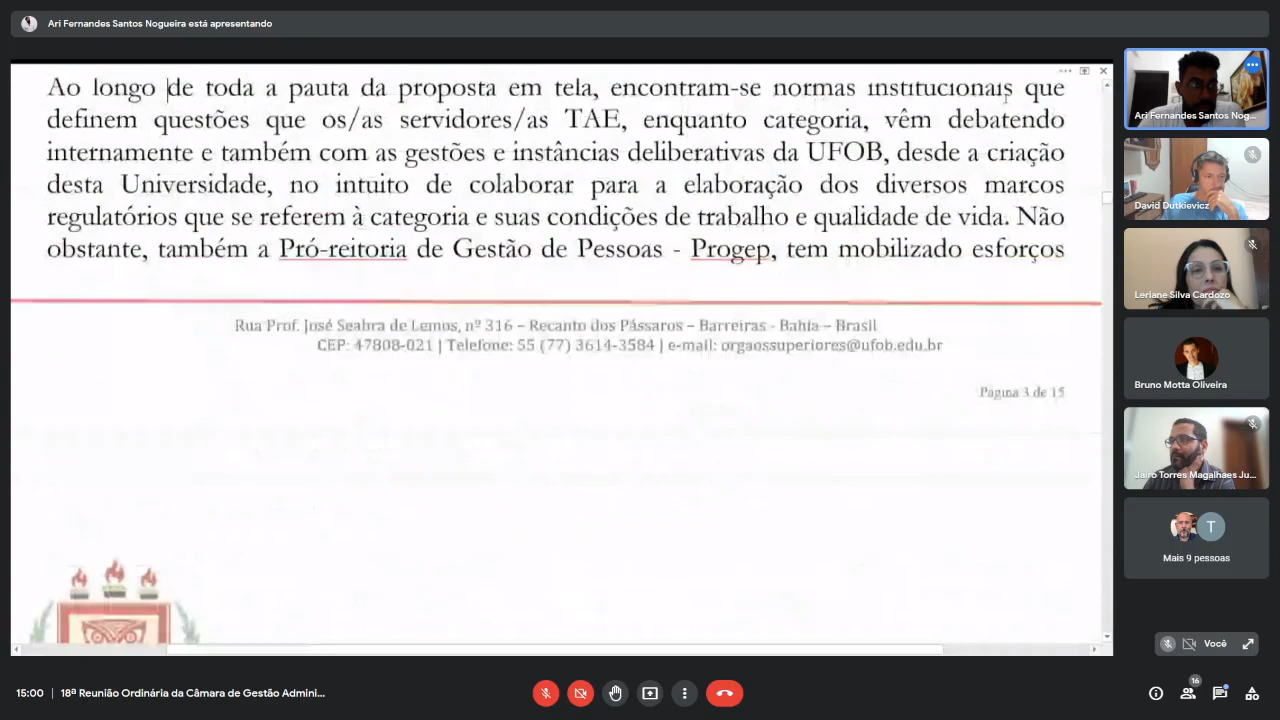 Ari Fernandes Santos Nogueira está apresentando
Ao longo de toda a pauta da proposta em tela, encontram-se normas institucionais que
definem questões que os/as servidores/as TAE, enquanto categoria, vêm debatendo
internamente e também com as gestões e instâncias deliberativas da UFOB, desde a criação
desta Universidade, no intuito de colaborar para a elaboração dos diversos marcos
regulatórios que se referem à categoria e suas condições de trabalho e qualidade de vida. Não
obstante, também a Pró-reitoria de Gestão de Pessoas - Progep, tem mobilizado esforços
Rua Prof. José Seabra de Lemos, nº 316 – Recanto dos Pássaros – Barreiras - Bahia – Brasil
CEP: 47808-021 | Telefone: 55 (77) 3614-3584 | e-mail: orgaossuperiores@ufob.edu.br
Página 3 de 15
Ari Fernandes Santos Nog...
David Dutkievicz
Leriane Silva Cardozo
Bruno Motta Oliveira
Jairo Torres Magalhaes Ju...
T
Mais 9 pessoas
Você
15:00 | 18ª Reunião Ordinária da Câmara de Gestão Admini...
16